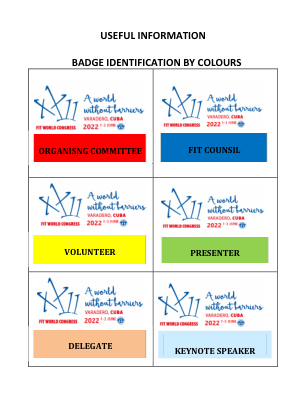 USEFUL INFORMATION
BADGE IDENTIFICATION BY COLOURS
A world
without barriers
VARADERO, CUBA
FIT WORLD CONGRESS
2022 1-3 JUNE
ORGANISNG COMMITTEE
A world
without barriers
VARADERO, CUBA
FIT WORLD CONGRESS
2022 1-3 JUNE
FIT COUNSIL
A world
without barriers
VARADERO, CUBA
FIT WORLD CONGRESS
2022 1-3 JUNE
VOLUNTEER
A world
without barriers
VARADERO, CUBA
FIT WORLD CONGRESS
2022 1-3 JUNE
PRESENTER
A world
without barriers
VARADERO, CUBA
FIT WORLD CONGRESS
2022 1-3 JUNE
DELEGATE
A world
without barriers
VARADERO, CUBA
FIT WORLD CONGRESS
2022 1-3 JUNE
KEYNOTE SPEAKER